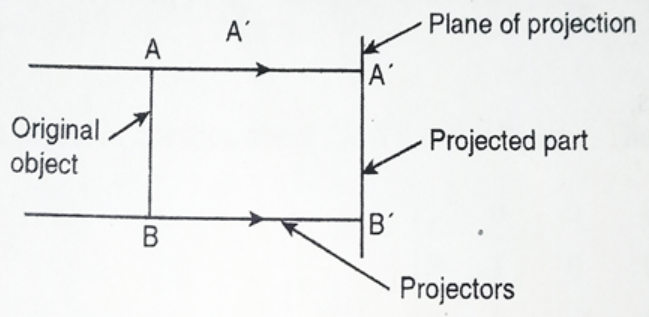 A´
Plane of projection
A
A´
Original
object
Projected part
B
B´
Projectors